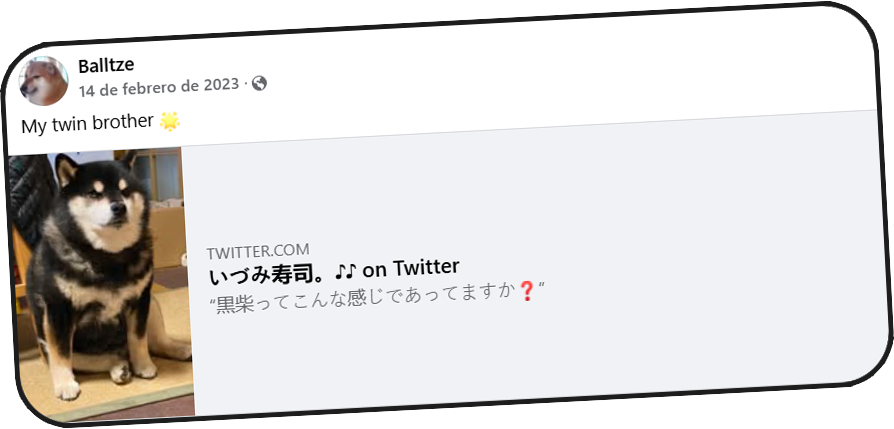 Balltze
14 de febrero de 2023 ·
My twin brother 🌟
TWITTER.COM
いづみ寿司。♪♪ on Twitter
“黒柴ってこんな感じであってますか❓”